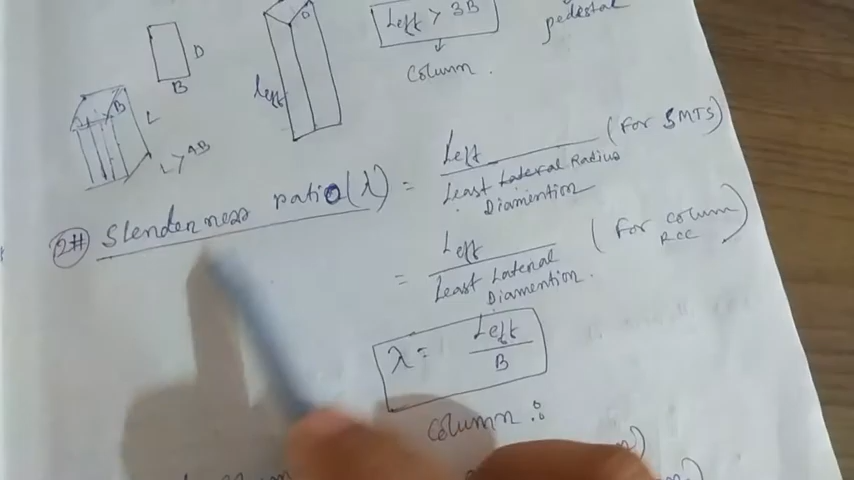 Leff > 3B
pedestal
Column.
D
B
B
L
L > 4B
leff
2# Slenderness ratio (λ) = Leff / Least Lateral Radius Diamention (For SMTS)
= Leff / Least Lateral Diamention. (For column RCC)
λ = Leff / B
column :